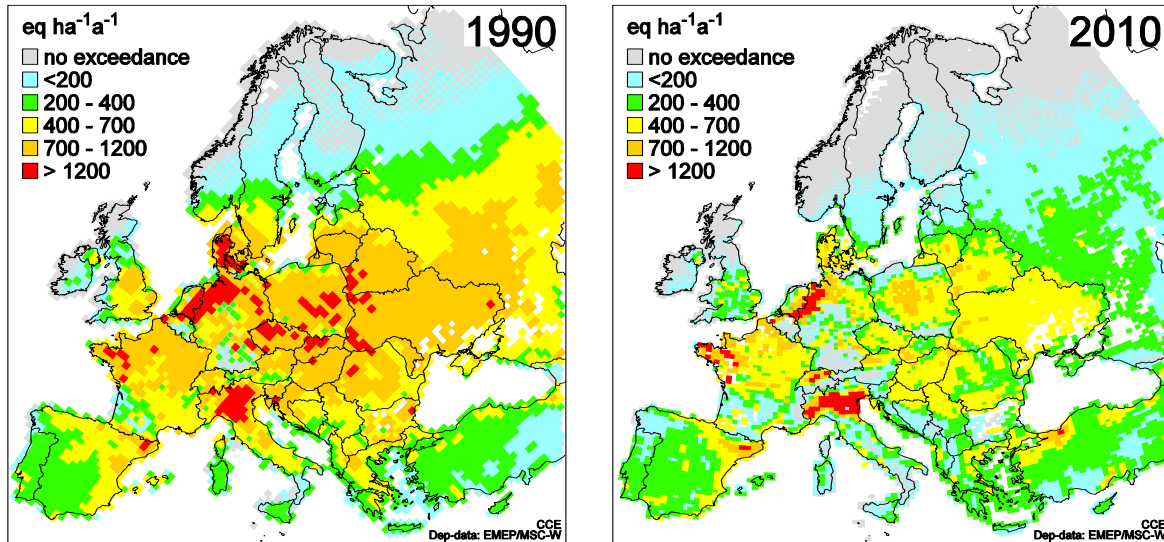 eq ha⁻¹a⁻¹
1990
no exceedance
<200
200 - 400
400 - 700
700 - 1200
> 1200
CCE
Dep-data: EMEP/MSC-W
eq ha⁻¹a⁻¹
2010
no exceedance
<200
200 - 400
400 - 700
700 - 1200
> 1200
CCE
Dep-data: EMEP/MSC-W